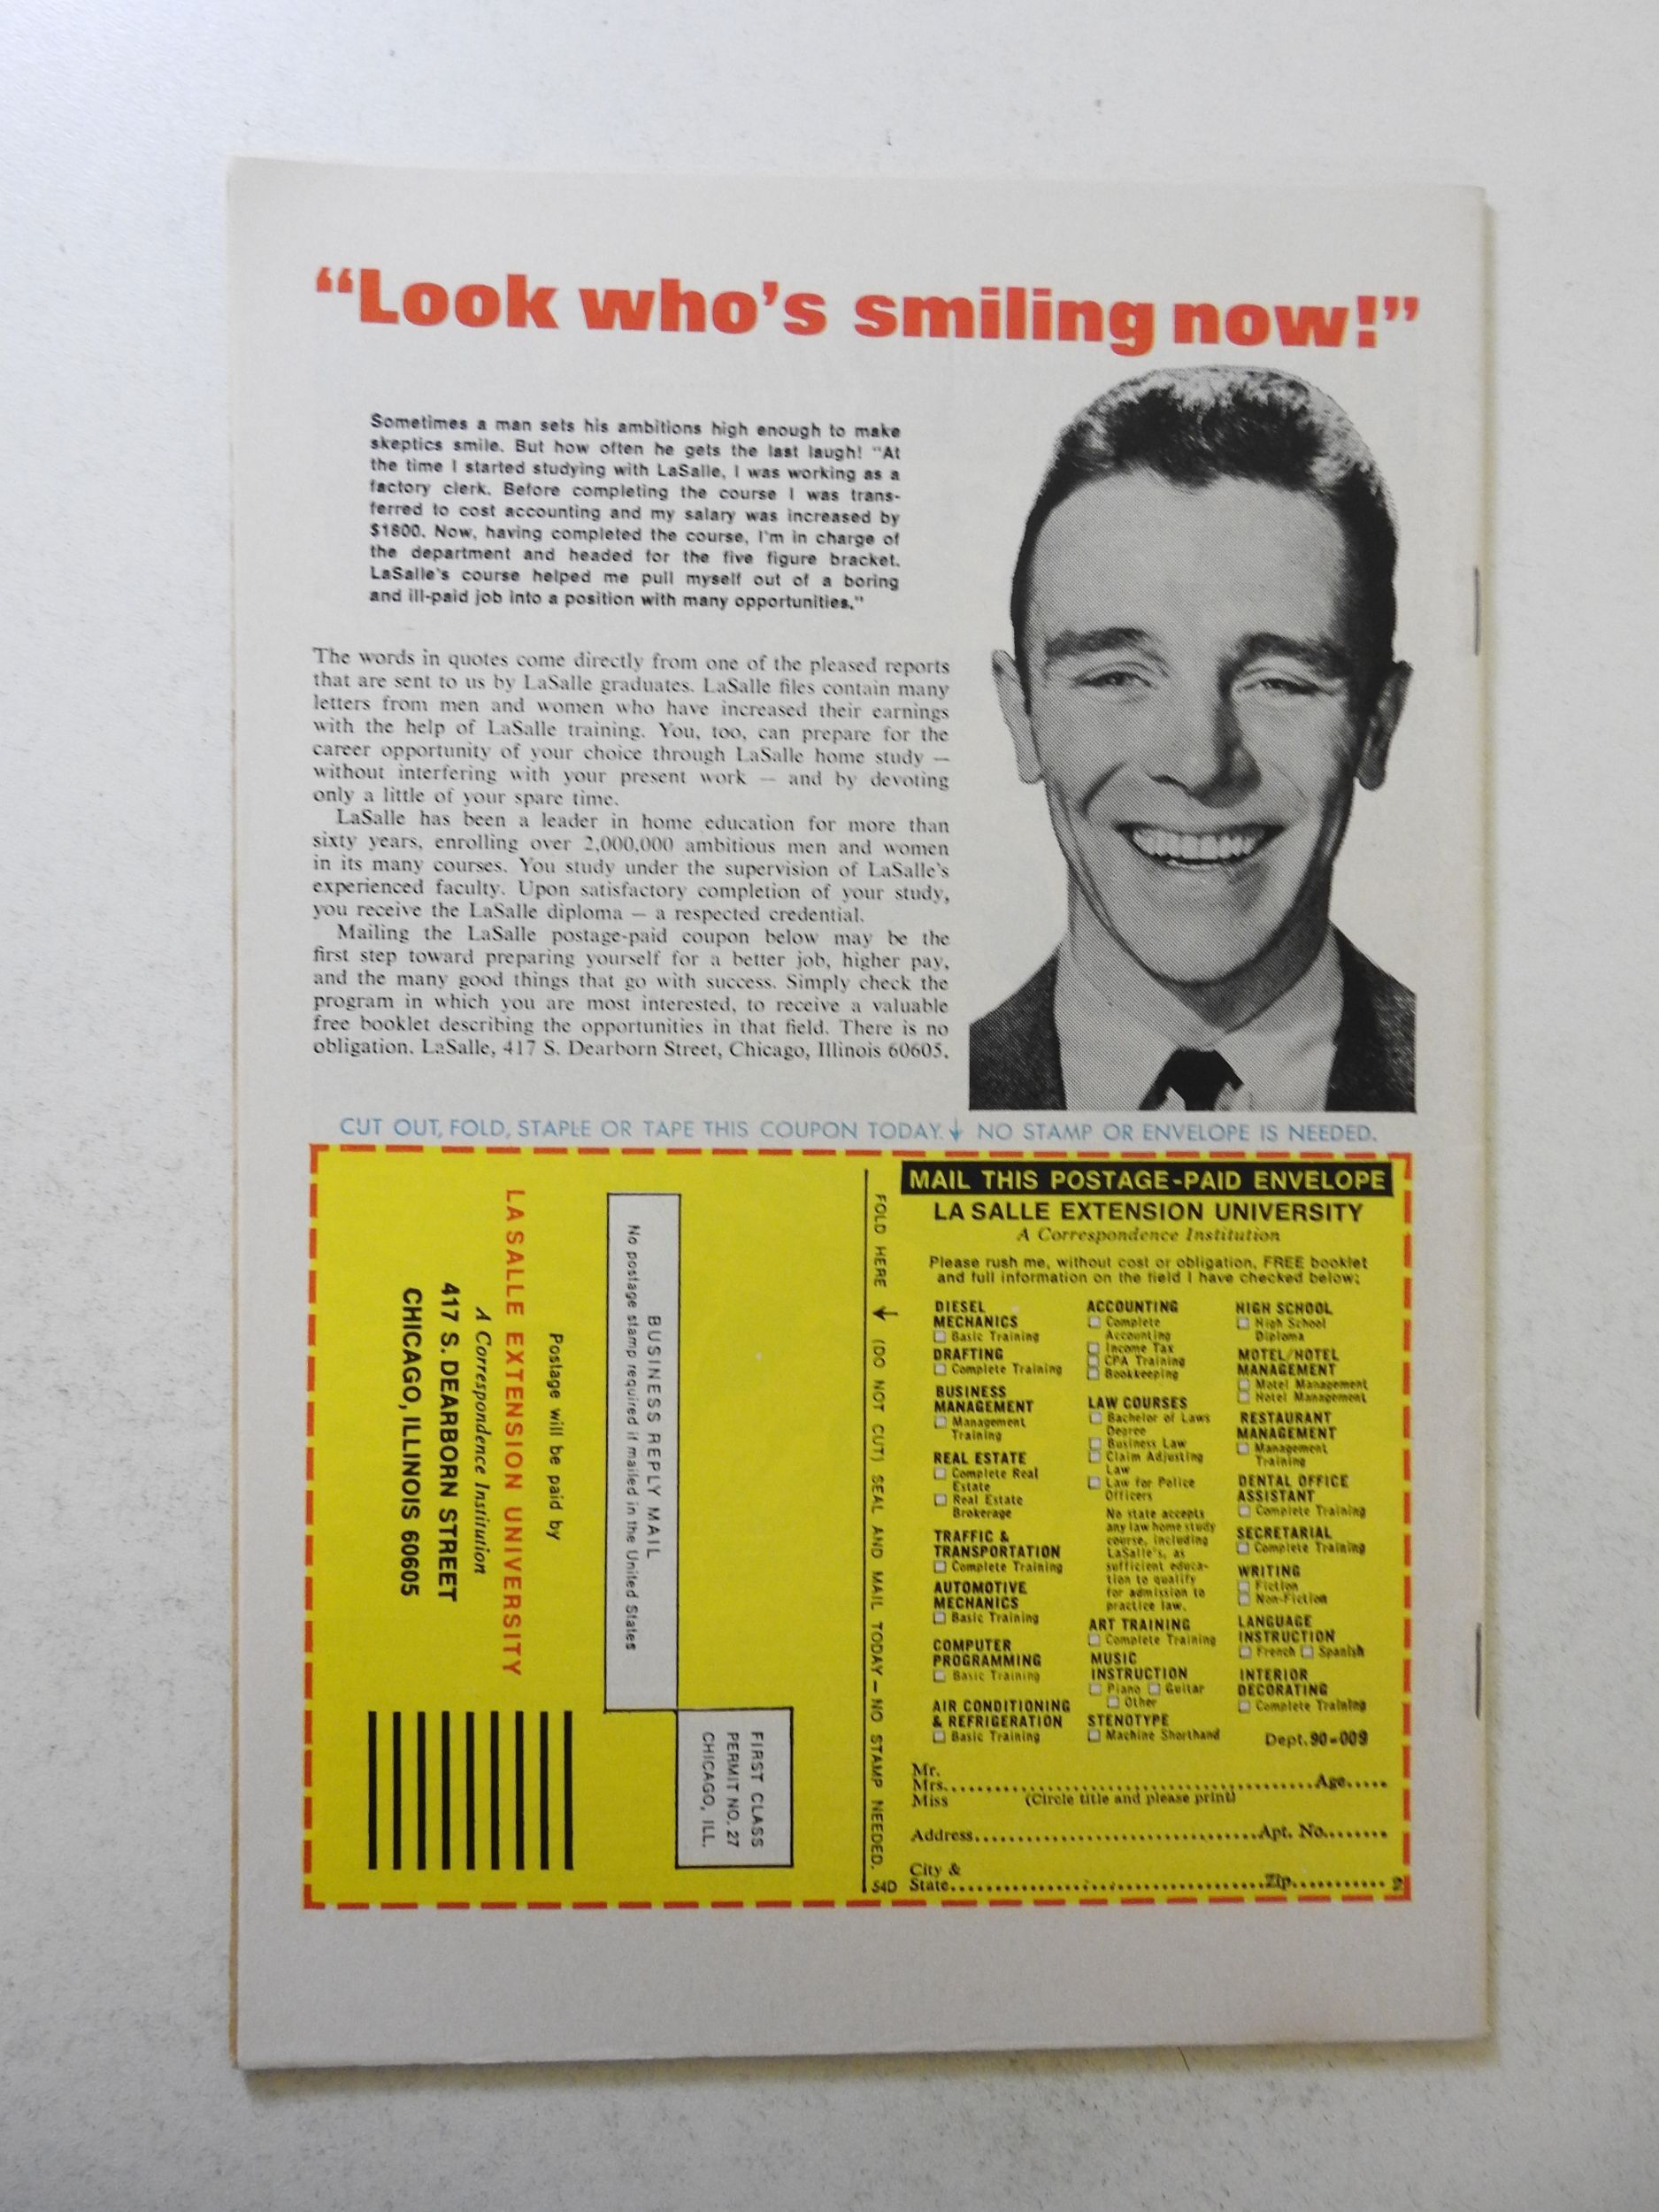 “Look who’s smiling now!”
Sometimes a man sets his ambitions high enough to make
skeptics smile. But how often he gets the last laugh! “At
the time I started studying with LaSalle, I was working as a
factory clerk. Before completing the course I was trans-
ferred to cost accounting and my salary was increased by
$1800. Now, having completed the course, I’m in charge of
the department and headed for the five figure bracket.
LaSalle’s course helped me pull myself out of a boring
and ill-paid job into a position with many opportunities.”
The words in quotes come directly from one of the pleased reports
that are sent to us by LaSalle graduates. LaSalle files contain many
letters from men and women who have increased their earnings
with the help of LaSalle training. You, too, can prepare for the
career opportunity of your choice through LaSalle home study —
without interfering with your present work — and by devoting
only a little of your spare time.
LaSalle has been a leader in home education for more than
sixty years, enrolling over 2,000,000 ambitious men and women
in its many courses. You study under the supervision of LaSalle’s
experienced faculty. Upon satisfactory completion of your study,
you receive the LaSalle diploma — a respected credential.
Mailing the LaSalle postage-paid coupon below may be the
first step toward preparing yourself for a better job, higher pay,
and the many good things that go with success. Simply check the
program in which you are most interested, to receive a valuable
free booklet describing the opportunities in that field. There is no
obligation. LaSalle, 417 S. Dearborn Street, Chicago, Illinois 60605.
CUT OUT, FOLD, STAPLE OR TAPE THIS COUPON TODAY. ↓ NO STAMP OR ENVELOPE IS NEEDED.
FIRST CLASS
PERMIT NO. 27
CHICAGO, ILL.
BUSINESS REPLY MAIL
No postage stamp required if mailed in the United States
Postage will be paid by
LA SALLE EXTENSION UNIVERSITY
A Correspondence Institution
417 S. DEARBORN STREET
CHICAGO, ILLINOIS 60605
FOLD HERE ↓ (DO NOT CUT) SEAL AND MAIL TODAY — NO STAMP NEEDED.
54D
MAIL THIS POSTAGE-PAID ENVELOPE
LA SALLE EXTENSION UNIVERSITY
A Correspondence Institution
Please rush me, without cost or obligation, FREE booklet
and full information on the field I have checked below:
DIESEL
MECHANICS
Basic Training
DRAFTING
Complete Training
BUSINESS
MANAGEMENT
Management
Training
REAL ESTATE
Complete Real
Estate
Real Estate
Brokerage
TRAFFIC &
TRANSPORTATION
Complete Training
AUTOMOTIVE
MECHANICS
Basic Training
COMPUTER
PROGRAMMING
Basic Training
AIR CONDITIONING
& REFRIGERATION
Basic Training
ACCOUNTING
Complete
Accounting
Income Tax
CPA Training
Bookkeeping
LAW COURSES
Bachelor of Laws
Degree
Business Law
Claim Adjusting
Law
Law for Police
Officers
No state accepts
any law home study
course, including
LaSalle’s, as
sufficient educa-
tion to qualify
for admission to
practice law.
ART TRAINING
Complete Training
MUSIC
INSTRUCTION
Piano Guitar
Other
STENOTYPE
Machine Shorthand
HIGH SCHOOL
High School
Diploma
MOTEL/HOTEL
MANAGEMENT
Motel Management
Hotel Management
RESTAURANT
MANAGEMENT
Management
Training
DENTAL OFFICE
ASSISTANT
Complete Training
SECRETARIAL
Complete Training
WRITING
Fiction
Non-Fiction
LANGUAGE
INSTRUCTION
French Spanish
INTERIOR
DECORATING
Complete Training
Dept. 90-009
Mr.
Mrs. Age
Miss (Circle title and please print)
Address Apt. No.
City &
State Zip 2